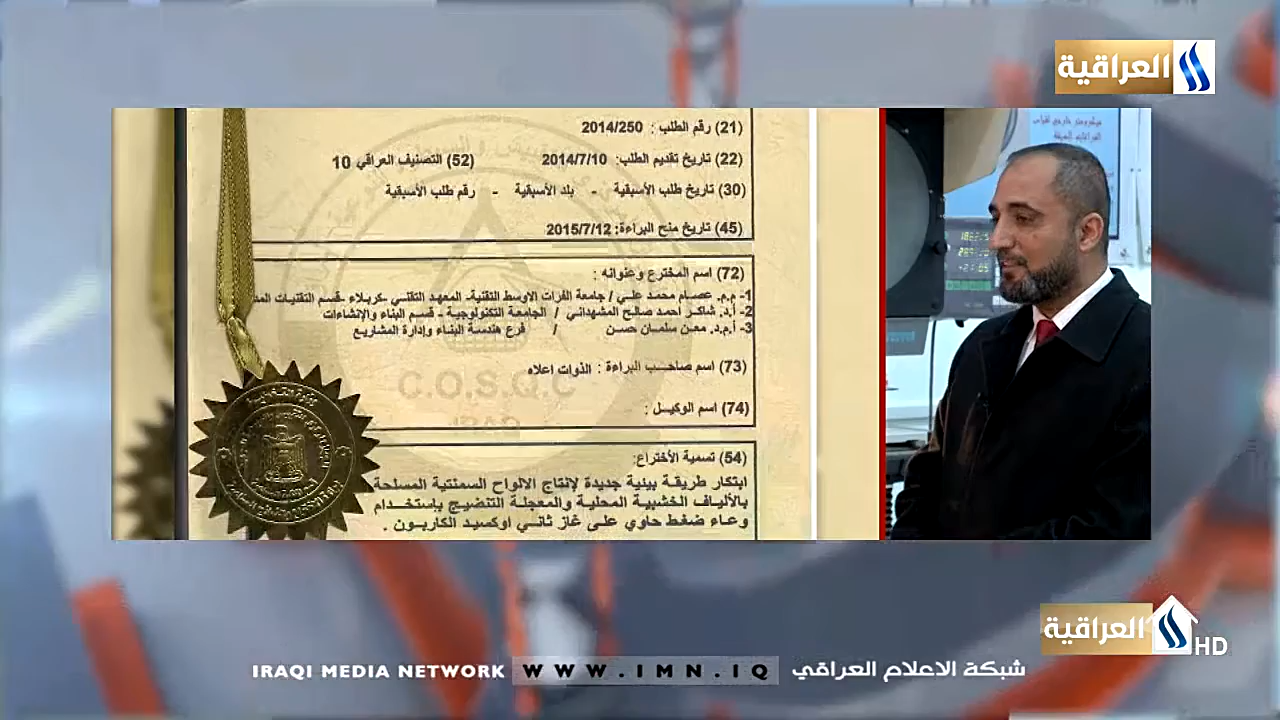 العراقية
(21) رقم الطلب : 2014/250
(22) تاريخ تقديم الطلب: 2014/7/10 (52) التصنيف العراقي 10
(30) تاريخ طلب الأسبقية - بلد الأسبقية - رقم طلب الأسبقية
(45) تاريخ منح البراءة: 2015/7/12
(72) اسم المخترع وعنوانه :
1- م.م. عصام محمد علي / جامعة الفرات الاوسط التقنية- المعهد التقني -كربلاء -قسم التقنيات
2- أ.د. شاكر احمد صالح المشهداني / الجامعة التكنولوجية - قسم البناء والإنشاءات
3- أ.م.د. معن سلمان حسن / فرع هندسة البناء وإدارة المشاريع
(73) اسم صاحب البراءة : الذوات اعلاه
C.O.S.Q.C
IRAQ
(74) اسم الوكيل :
(54) تسمية الأختراع:
ابتكار طريقة بيئية جديدة لإنتاج الالواح السمنتية المسلحة
بالألياف الخشبية المحلية والمعجلة التنضيج بإستخدام
وعاء ضغط حاوي على غاز ثاني اوكسيد الكاربون .
العراقية HD
IRAQI MEDIA NETWORK WWW.IMN.IQ شبكة الاعلام العراقي